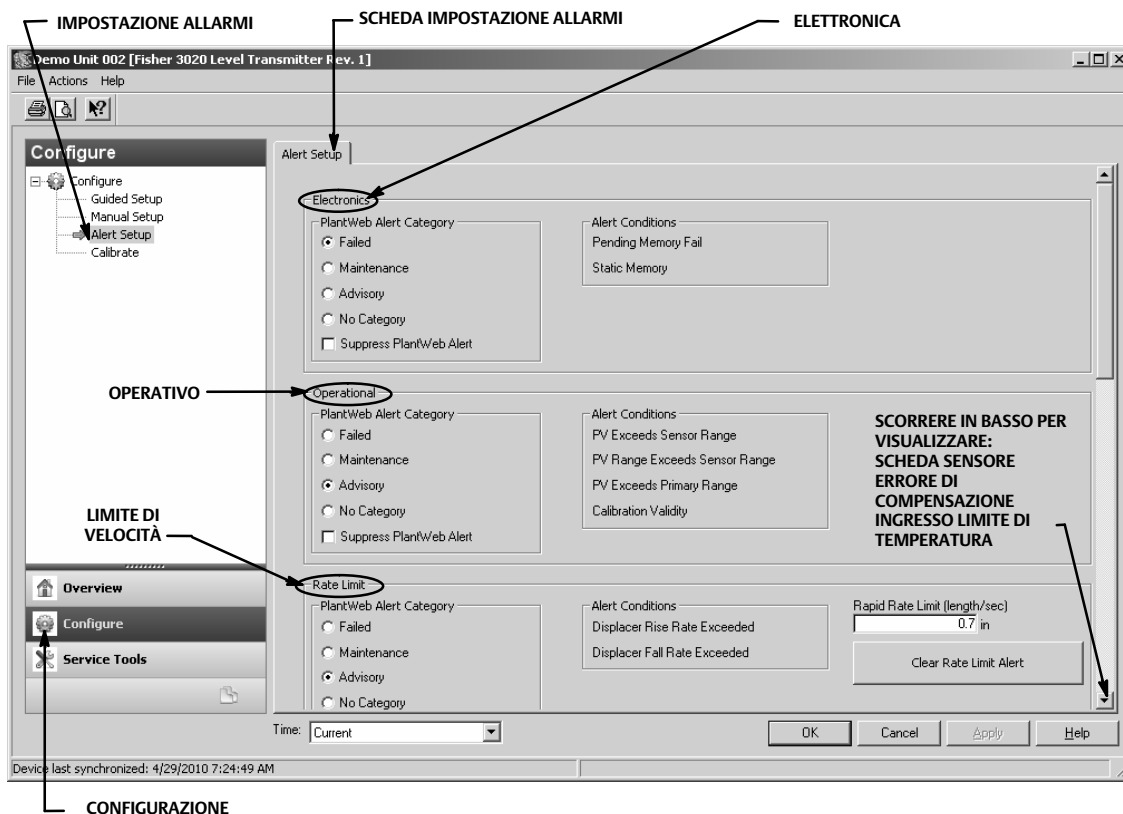 IMPOSTAZIONE ALLARMI
SCHEDA IMPOSTAZIONE ALLARMI
ELETTRONICA
Demo Unit 002 [Fisher 3020 Level Transmitter Rev. 1]
File Actions Help
Configure
Configure
Guided Setup
Manual Setup
Alert Setup
Calibrate
Alert Setup
Electronics
PlantWeb Alert Category
Failed
Maintenance
Advisory
No Category
Suppress PlantWeb Alert
Alert Conditions
Pending Memory Fail
Static Memory
OPERATIVO
Operational
PlantWeb Alert Category
Failed
Maintenance
Advisory
No Category
Suppress PlantWeb Alert
Alert Conditions
PV Exceeds Sensor Range
PV Range Exceeds Sensor Range
PV Exceeds Primary Range
Calibration Validity
SCORRERE IN BASSO PER
VISUALIZZARE:
SCHEDA SENSORE
ERRORE DI
COMPENSAZIONE
INGRESSO LIMITE DI
TEMPERATURA
LIMITE DI
VELOCITÀ
Rate Limit
PlantWeb Alert Category
Failed
Maintenance
Advisory
No Category
Alert Conditions
Displacer Rise Rate Exceeded
Displacer Fall Rate Exceeded
Rapid Rate Limit (length/sec)
0.7 in
Clear Rate Limit Alert
Overview
Configure
Service Tools
Time: Current
OK Cancel Apply Help
Device last synchronized: 4/29/2010 7:24:49 AM
CONFIGURAZIONE